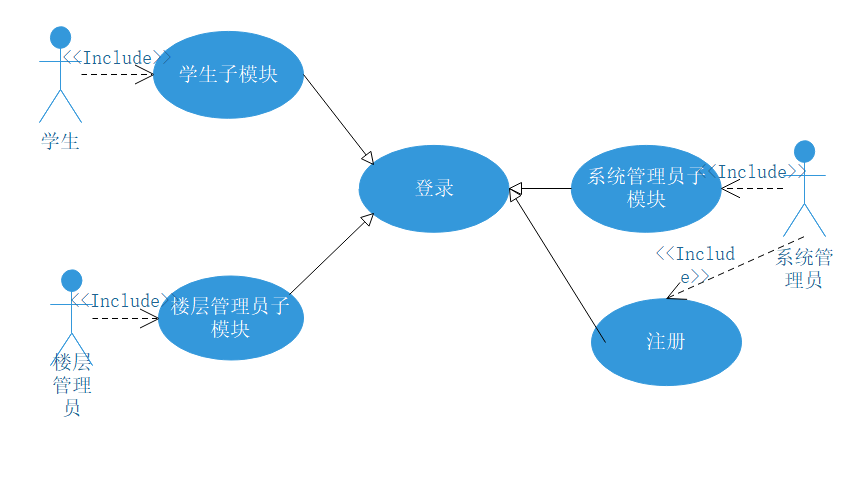 <<Include>>
学生子模块
学生
登录
系统管理员子
模块
<<Include>>
系统管
理员
<<Includ
e>>
<<Include>>
楼层管理员子
模块
楼层
管理
员
注册